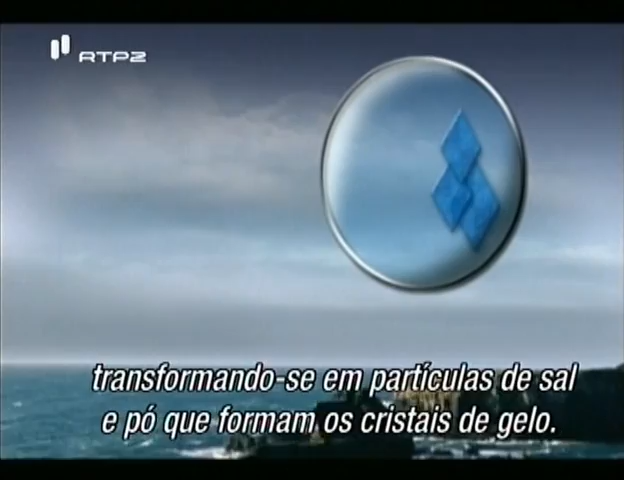 RTP2
transformando-se em partículas de sal
e pó que formam os cristais de gelo.